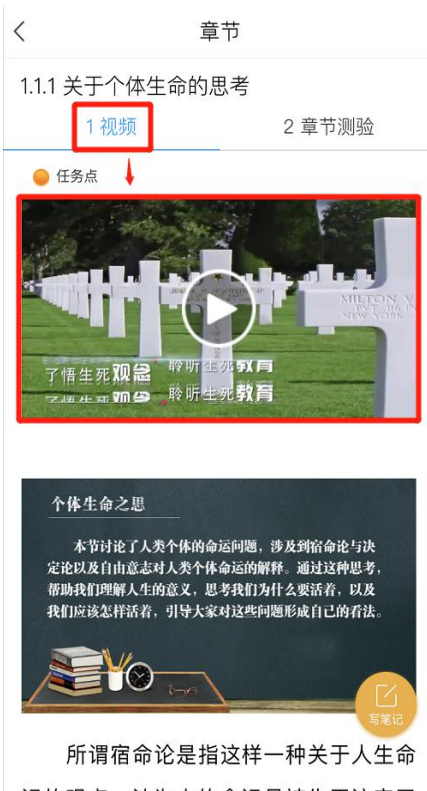 章节
1.1.1 关于个体生命的思考
1 视频
2 章节测验
任务点
MILTON V
NEW YORK
了悟生死观念 聆听生死教育
个体生命之思
本节讨论了人类个体的命运问题，涉及到宿命论与决
定论以及自由意志对人类个体命运的解释。通过这种思考，
帮助我们理解人生的意义，思考我们为什么要活着，以及
我们应该怎样活着，引导大家对这些问题形成自己的看法。
写笔记
所谓宿命论是指这样一种关于人生命